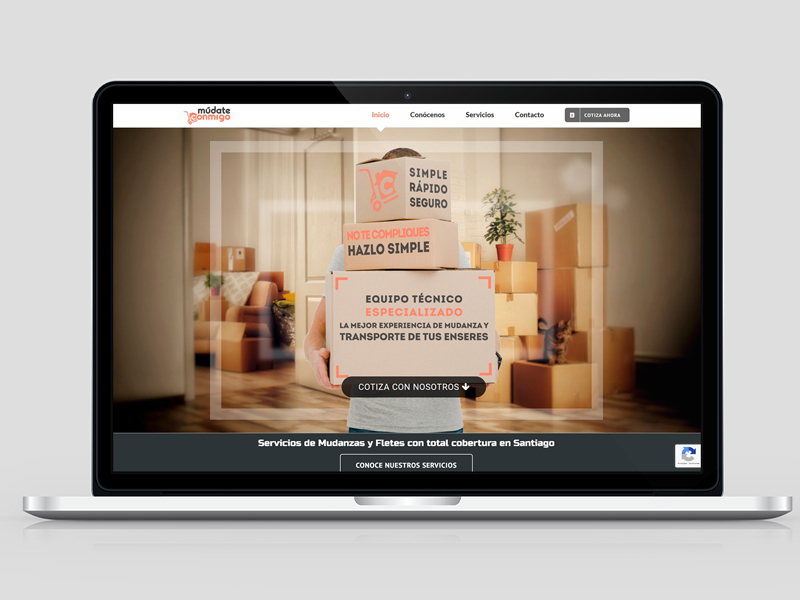 múdate
conmigo
Inicio
Conócenos
Servicios
Contacto
COTIZA AHORA
SIMPLE
RÁPIDO
SEGURO
NO TE COMPLIQUES
HAZLO SIMPLE
EQUIPO TÉCNICO
ESPECIALIZADO
LA MEJOR EXPERIENCIA DE MUDANZA Y
TRANSPORTE DE TUS ENSERES
COTIZA CON NOSOTROS
Servicios de Mudanzas y Fletes con total cobertura en Santiago
CONOCE NUESTROS SERVICIOS